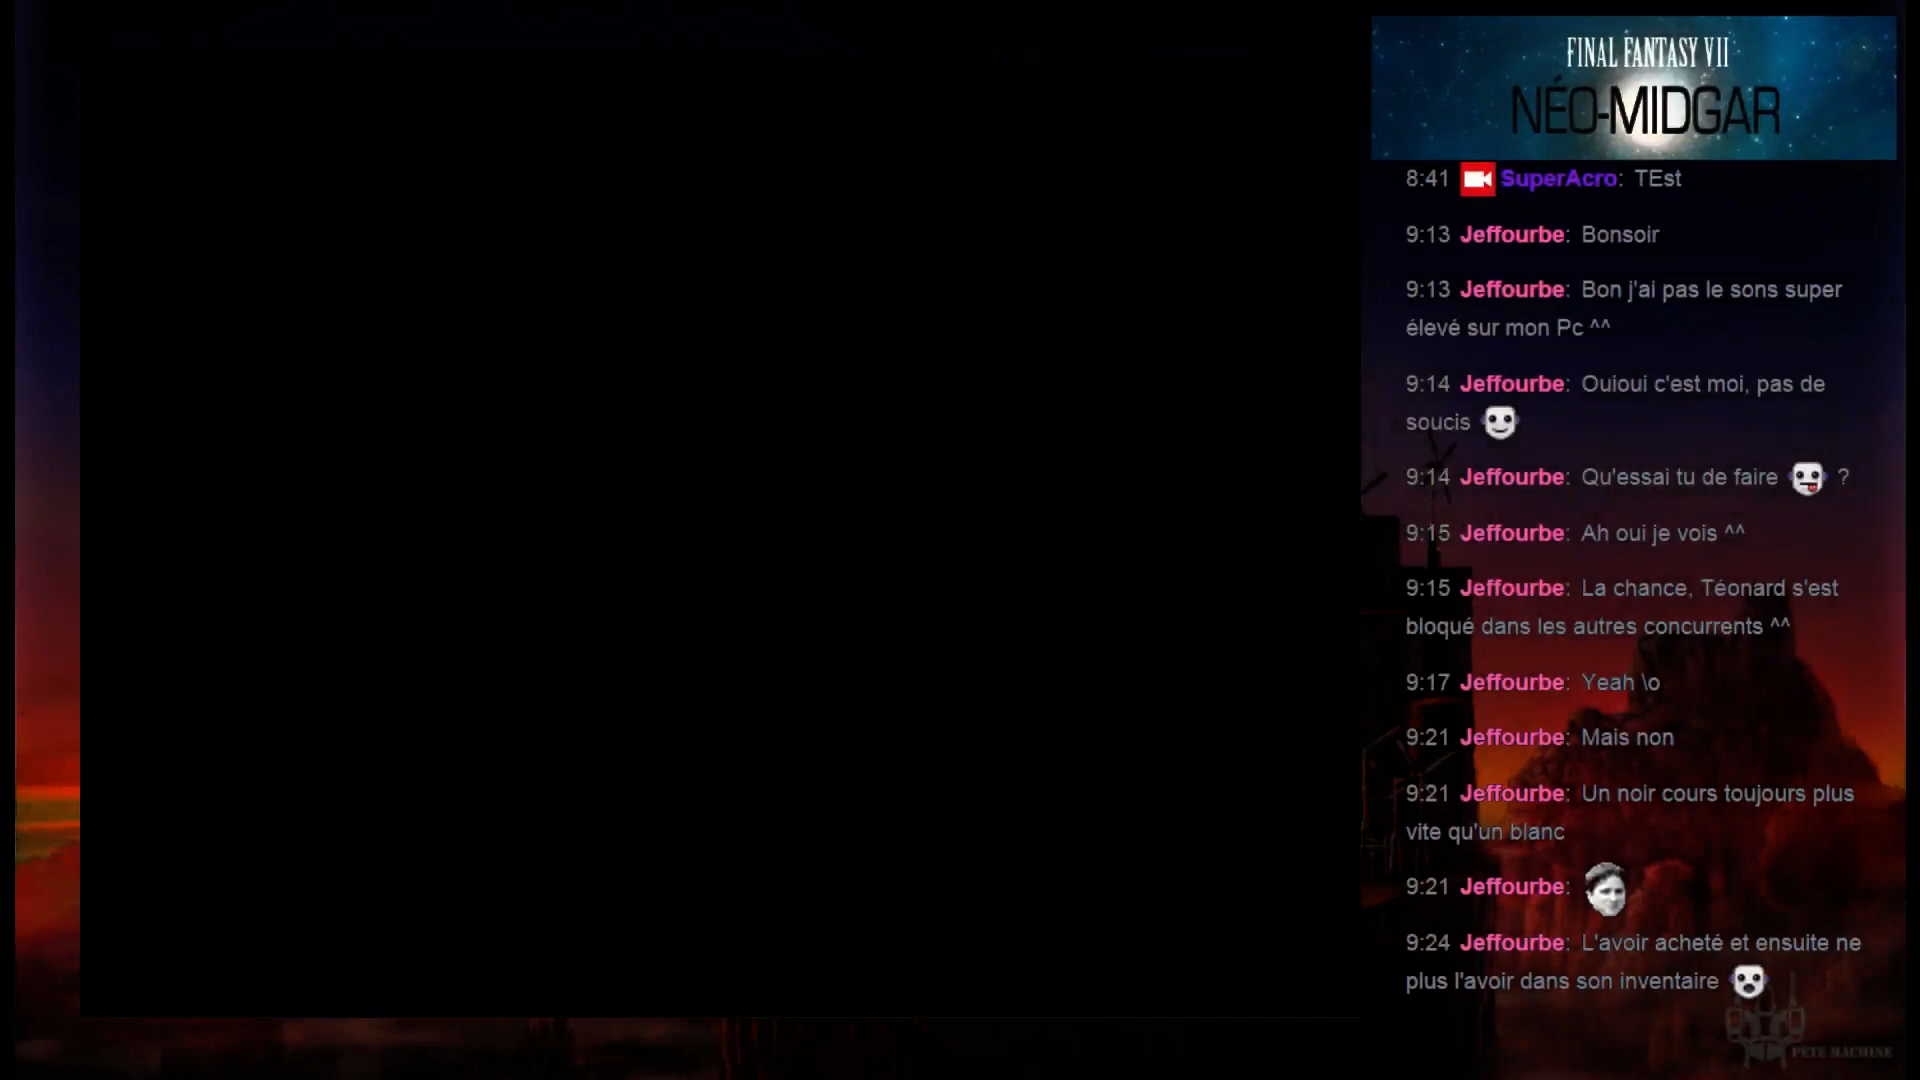 FINAL FANTASY VII
NÉO-MIDGAR
8:41 SuperAcro: TEst
9:13 Jeffourbe: Bonsoir
9:13 Jeffourbe: Bon j'ai pas le sons super
élevé sur mon Pc ^^
9:14 Jeffourbe: Ouioui c'est moi, pas de
soucis
9:14 Jeffourbe: Qu'essai tu de faire ?
9:15 Jeffourbe: Ah oui je vois ^^
9:15 Jeffourbe: La chance, Téonard s'est
bloqué dans les autres concurrents ^^
9:17 Jeffourbe: Yeah \o
9:21 Jeffourbe: Mais non
9:21 Jeffourbe: Un noir cours toujours plus
vite qu'un blanc
9:21 Jeffourbe:
9:24 Jeffourbe: L'avoir acheté et ensuite ne
plus l'avoir dans son inventaire
PETE MACHINE